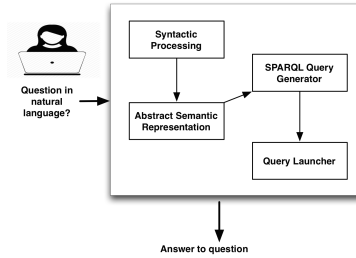 Question in
natural
language?
Syntactic
Processing
Abstract Semantic
Representation
SPARQL Query
Generator
Query Launcher
Answer to question